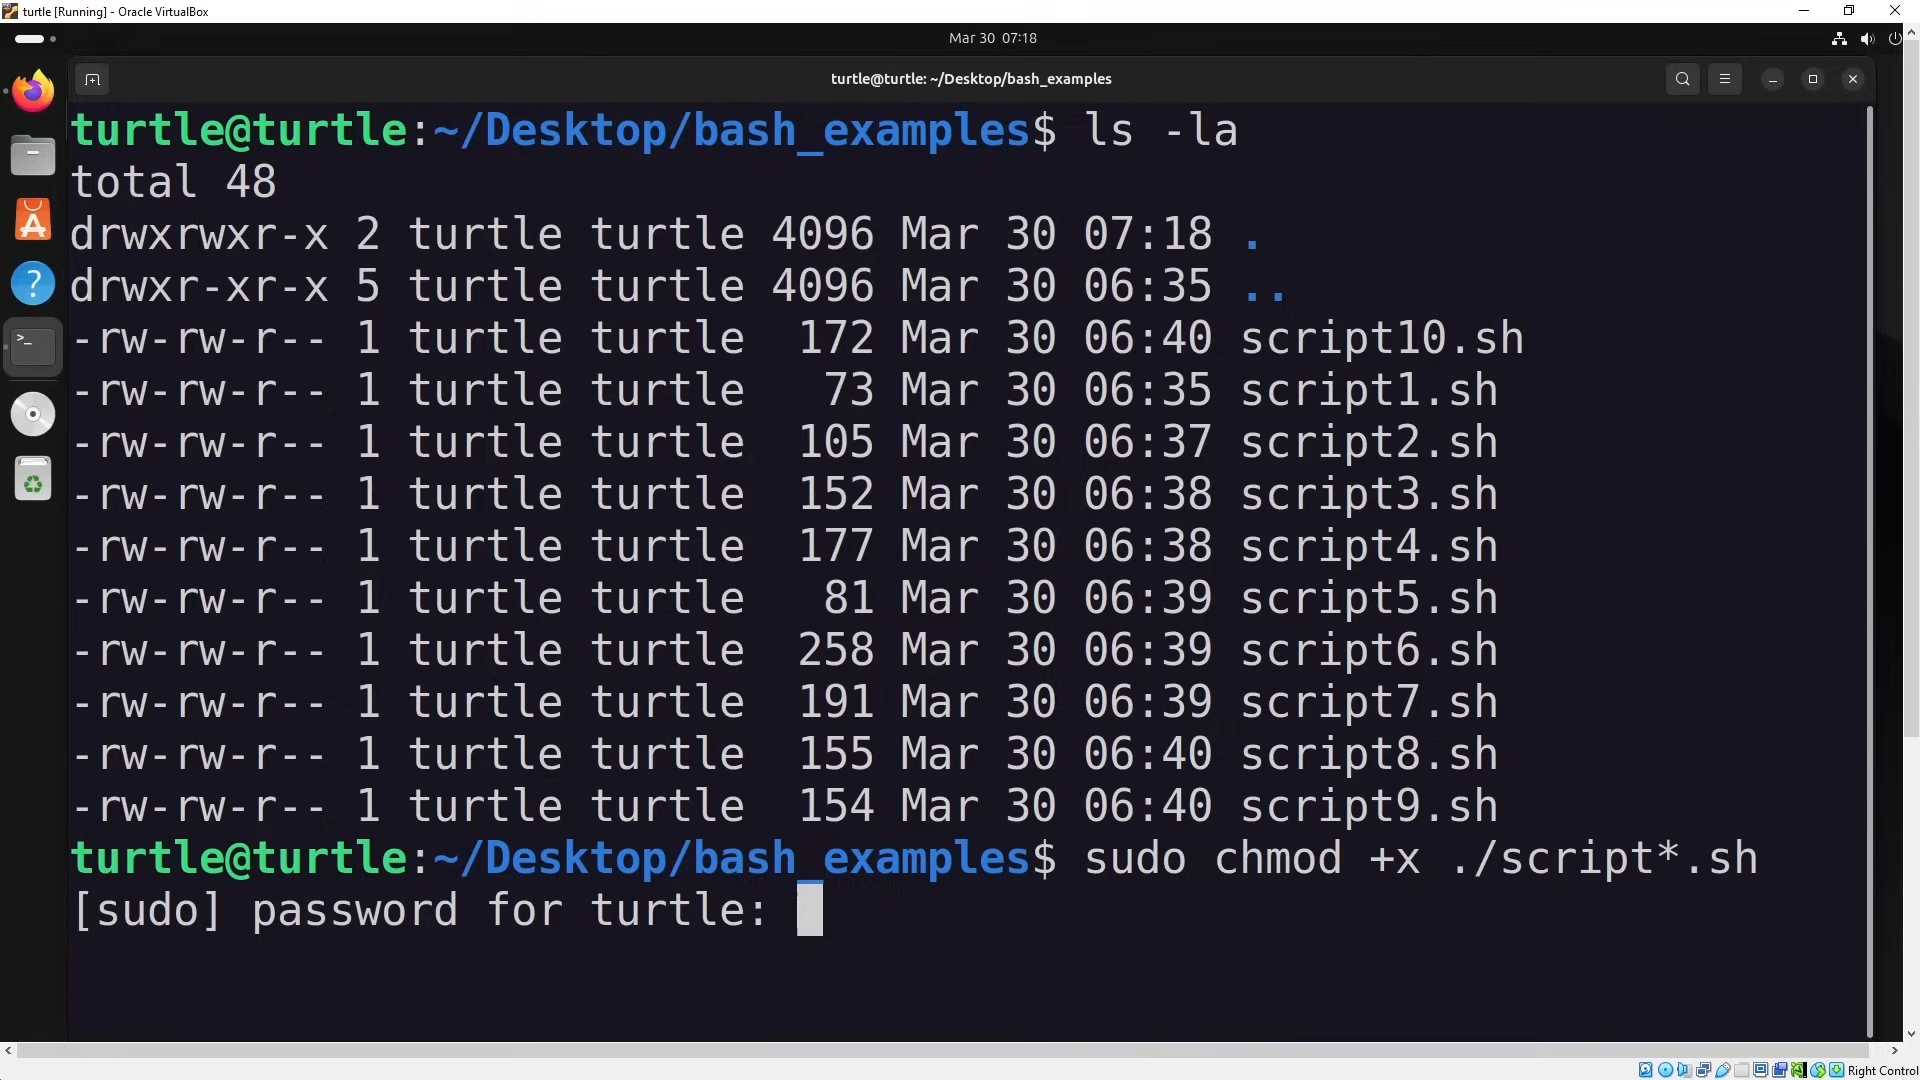 turtle [Running] - Oracle VirtualBox
Mar 30 07:18
turtle@turtle: ~/Desktop/bash_examples
turtle@turtle:~/Desktop/bash_examples$ ls -la
total 48
drwxrwxr-x 2 turtle turtle 4096 Mar 30 07:18 .
drwxr-xr-x 5 turtle turtle 4096 Mar 30 06:35 ..
-rw-rw-r-- 1 turtle turtle  172 Mar 30 06:40 script10.sh
-rw-rw-r-- 1 turtle turtle   73 Mar 30 06:35 script1.sh
-rw-rw-r-- 1 turtle turtle  105 Mar 30 06:37 script2.sh
-rw-rw-r-- 1 turtle turtle  152 Mar 30 06:38 script3.sh
-rw-rw-r-- 1 turtle turtle  177 Mar 30 06:38 script4.sh
-rw-rw-r-- 1 turtle turtle   81 Mar 30 06:39 script5.sh
-rw-rw-r-- 1 turtle turtle  258 Mar 30 06:39 script6.sh
-rw-rw-r-- 1 turtle turtle  191 Mar 30 06:39 script7.sh
-rw-rw-r-- 1 turtle turtle  155 Mar 30 06:40 script8.sh
-rw-rw-r-- 1 turtle turtle  154 Mar 30 06:40 script9.sh
turtle@turtle:~/Desktop/bash_examples$ sudo chmod +x ./script*.sh
[sudo] password for turtle:
Right Control